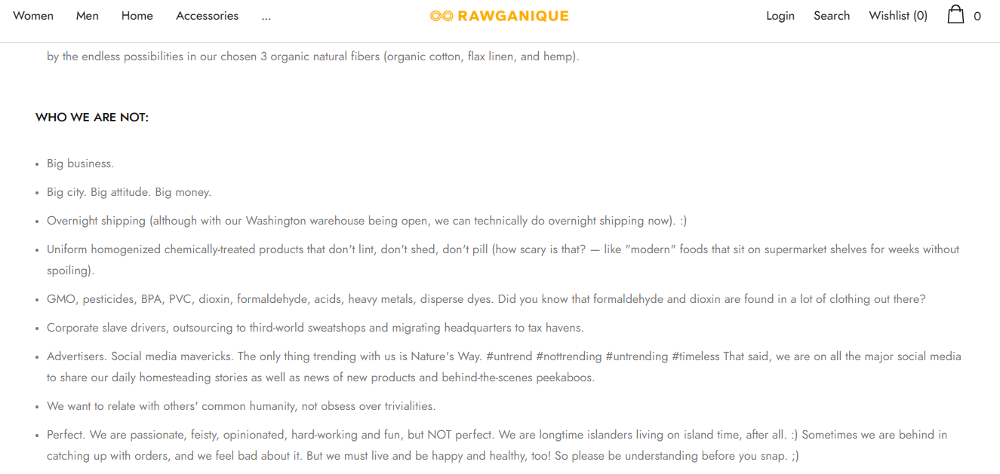 Women Men Home Accessories ... RAWGANIQUE Login Search Wishlist (0) 0
by the endless possibilities in our chosen 3 organic natural fibers (organic cotton, flax linen, and hemp).
WHO WE ARE NOT:
• Big business.
• Big city. Big attitude. Big money.
• Overnight shipping (although with our Washington warehouse being open, we can technically do overnight shipping now). :)
• Uniform homogenized chemically-treated products that don't lint, don't shed, don't pill (how scary is that? — like "modern" foods that sit on supermarket shelves for weeks without
spoiling).
• GMO, pesticides, BPA, PVC, dioxin, formaldehyde, acids, heavy metals, disperse dyes. Did you know that formaldehyde and dioxin are found in a lot of clothing out there?
• Corporate slave drivers, outsourcing to third-world sweatshops and migrating headquarters to tax havens.
• Advertisers. Social media mavericks. The only thing trending with us is Nature's Way. #untrend #nottrending #untrending #timeless That said, we are on all the major social media
to share our daily homesteading stories as well as news of new products and behind-the-scenes peekaboos.
• We want to relate with others' common humanity, not obsess over trivialities.
• Perfect. We are passionate, feisty, opinionated, hard-working and fun, but NOT perfect. We are longtime islanders living on island time, after all. :) Sometimes we are behind in
catching up with orders, and we feel bad about it. But we must live and be happy and healthy, too! So please be understanding before you snap. ;)